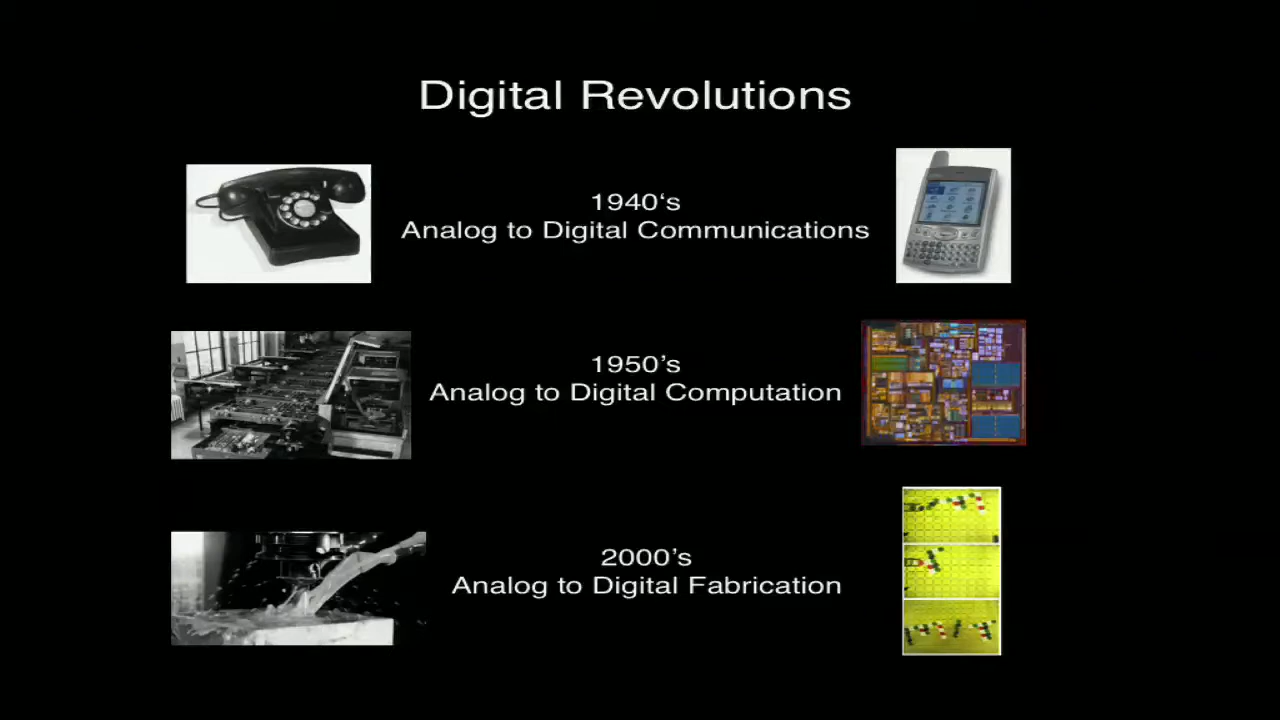 Digital Revolutions
1940‘s
Analog to Digital Communications
1950’s
Analog to Digital Computation
2000’s
Analog to Digital Fabrication